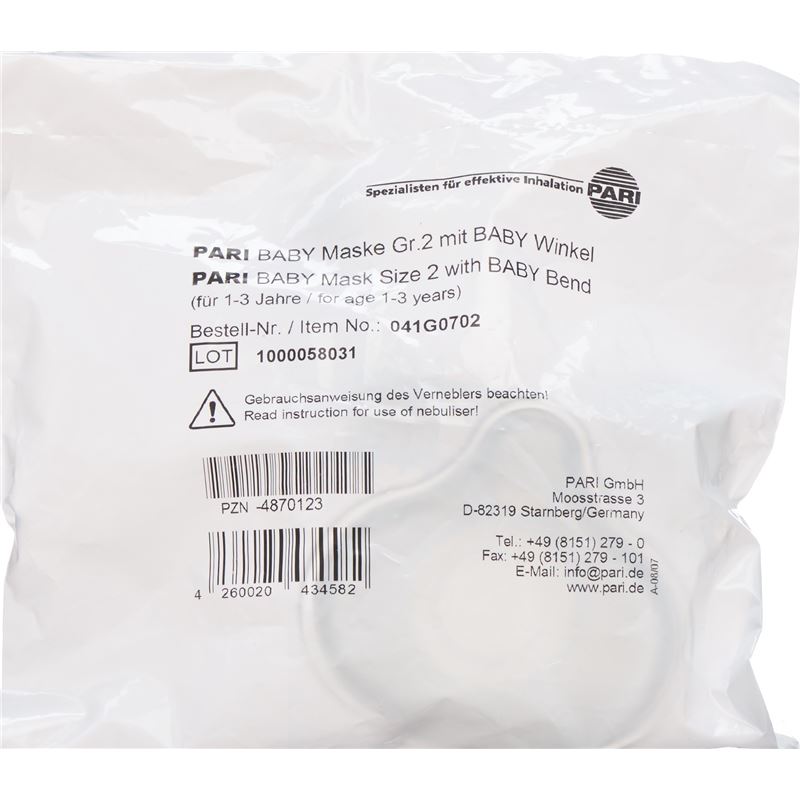 Spezialisten für effektive Inhalation PARI
PARI BABY Maske Gr.2 mit BABY Winkel
PARI BABY Mask Size 2 with BABY Bend
(für 1-3 Jahre / for age 1-3 years)
Bestell-Nr. / Item No.: 041G0702
LOT 1000058031
Gebrauchsanweisung des Verneblers beachten!
Read instruction for use of nebuliser!
PZN -4870123
4 260020 434582
PARI GmbH
Moosstrasse 3
D-82319 Starnberg/Germany
Tel.: +49 (8151) 279 - 0
Fax: +49 (8151) 279 - 101
E-Mail: info@pari.de
www.pari.de
A-08/07